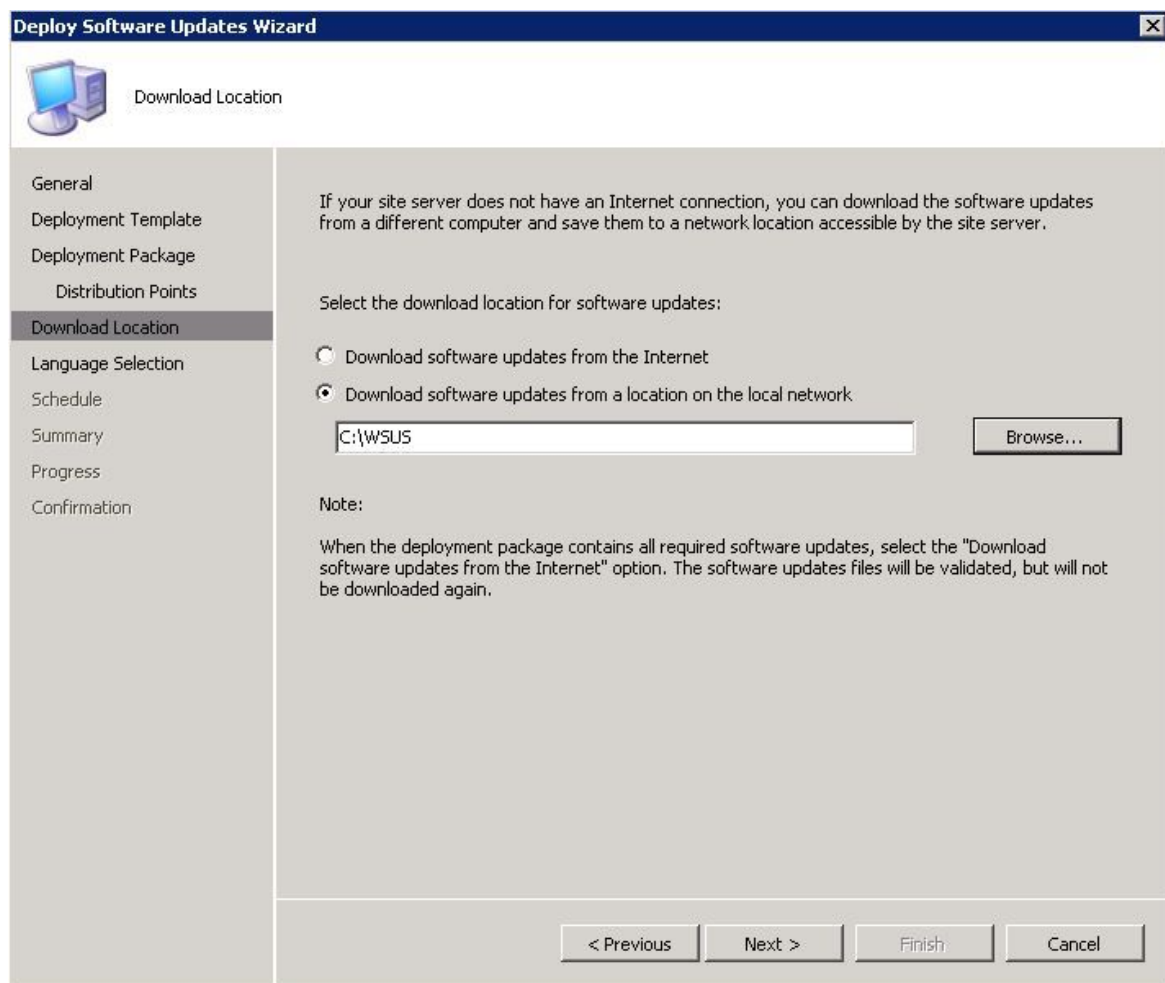 Deploy Software Updates Wizard
Download Location
General
Deployment Template
Deployment Package
Distribution Points
Download Location
Language Selection
Schedule
Summary
Progress
Confirmation
If your site server does not have an Internet connection, you can download the software updates
from a different computer and save them to a network location accessible by the site server.
Select the download location for software updates:
Download software updates from the Internet
Download software updates from a location on the local network
C:\WSUS
Browse...
Note:
When the deployment package contains all required software updates, select the "Download
software updates from the Internet" option. The software updates files will be validated, but will not
be downloaded again.
< Previous
Next >
Finish
Cancel